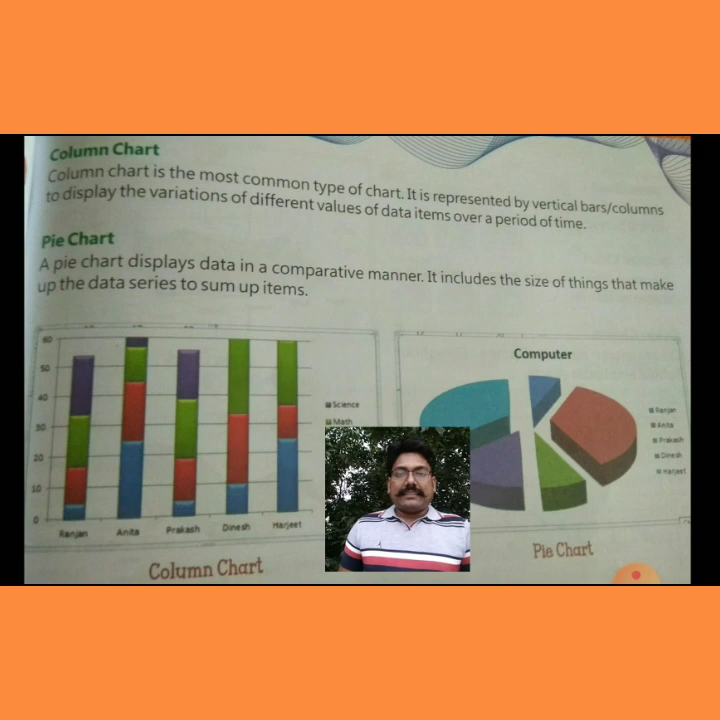 Column Chart
Column chart is the most common type of chart. It is represented by vertical bars/columns
to display the variations of different values of data items over a period of time.
Pie Chart
A pie chart displays data in a comparative manner. It includes the size of things that make
up the data series to sum up items.
60
50
40
30
20
10
0
Ranjan Anita Prakash Dinesh Harjeet
Science
Math
Column Chart
Computer
Ranjan
Anita
Prakash
Dinesh
Harjeet
Pie Chart